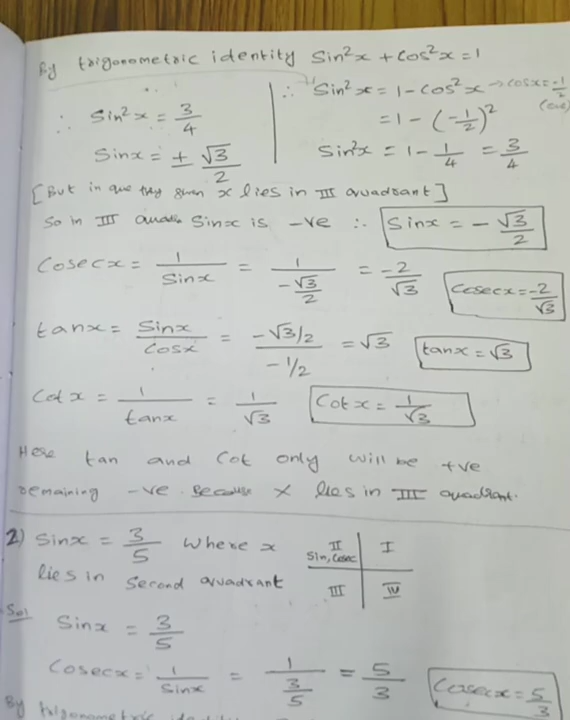 By trigonometric identity Sin²x + Cos²x = 1
∴ Sin²x = 1 - Cos²x → Cosx = -1/2
∴ Sin²x = 3/4
= 1 - (-1/2)²
Sinx = ± √3/2
Sin²x = 1 - 1/4 = 3/4
[But in given x lies in III quadrant]
So in III Sinx is -ve ∴ Sinx = - √3/2
Cosecx = 1/Sinx = 1/(-√3/2) = -2/√3
Cosecx = -2/√3
tanx = Sinx/Cosx = (-√3/2)/(-1/2) = √3
tanx = √3
Cotx = 1/tanx = 1/√3
Cotx = 1/√3
Here tan and Cot only will be +ve
remaining -ve. Because x lies in III quadrant.
2) Sinx = 3/5 where x
lies in second quadrant
II I
Sin, Cosec
III IV
Sol
Sinx = 3/5
Cosecx = 1/Sinx = 1/(3/5) = 5/3
Cosecx = 5/3
By trigonometric